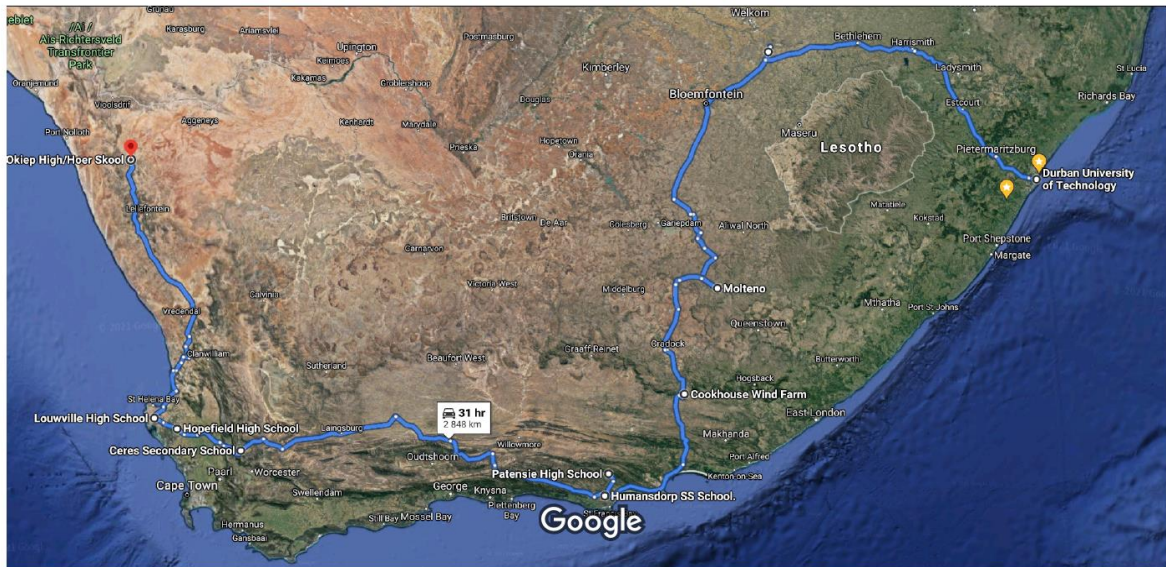 gebiet
/Ai /
Ais-Richtersveld
Transfrontier
Park
Karasburg
Ariamsvlei
Upington
Keimoes
Kakamas
Groblershoop
Postmasburg
Kimberley
Welkom
Bethlehem
Harrismith
Ladysmith
St Lucia
Richards Bay
Oranjemund
Vioolsdrif
Aggeneys
Kenhardt
Marydale
Prieska
Douglas
Hopetown
Orania
Bloemfontein
Maseru
Lesotho
Estcourt
Pietermaritzburg
Durban University
of Technology
Port Nolloth
Okiep High/Hoer Skool
Leliefontein
Britstown
De Aar
Colesberg
Gariepdam
Aliwal North
Matatiele
Kokstad
Port Shepstone
Margate
Carnarvon
Calvinia
Victoria West
Middelburg
Molteno
Mthatha
Port St Johns
Vredendal
Queenstown
Clanwilliam
Sutherland
Beaufort West
Graaff-Reinet
Cradock
Butterworth
Hogsback
St Helena Bay
Cookhouse Wind Farm
East London
Louwville High School
Hopefield High School
Laingsburg
31 hr
2 848 km
Makhanda
Ceres Secondary School
Willowmore
Port Alfred
Kenton-on-Sea
Paarl
Worcester
Oudtshoorn
Patensie High School
Cape Town
Swellendam
George
Knysna
Plettenberg
Bay
Humansdorp SS School.
Still Bay
Mossel Bay
Hermanus
Gansbaai
Google